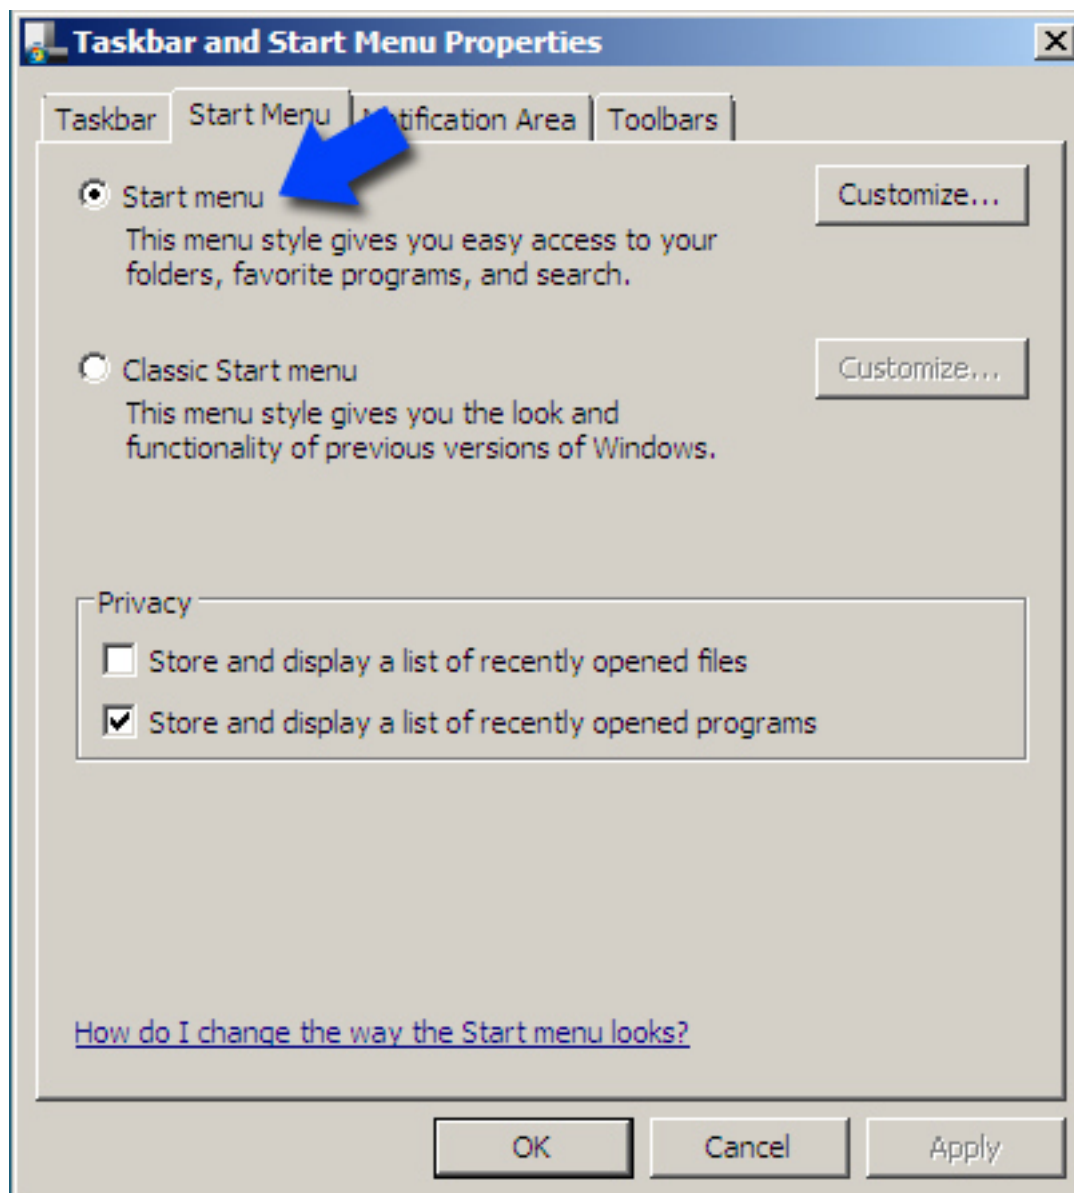 Taskbar and Start Menu Properties
Taskbar Start Menu Notification Area Toolbars
Start menu Customize...
This menu style gives you easy access to your
folders, favorite programs, and search.
Classic Start menu Customize...
This menu style gives you the look and
functionality of previous versions of Windows.
Privacy
Store and display a list of recently opened files
Store and display a list of recently opened programs
How do I change the way the Start menu looks?
OK Cancel Apply